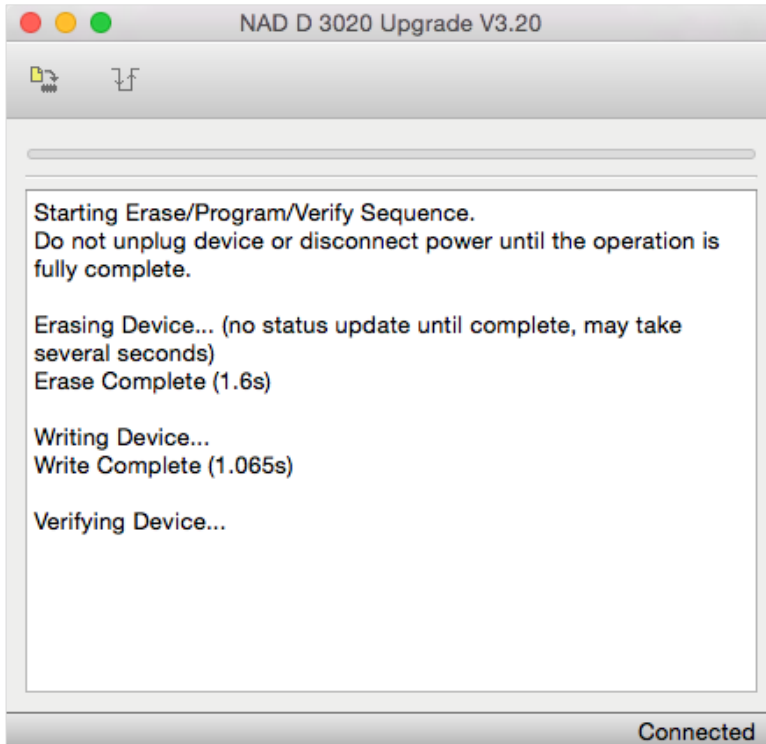 NAD D 3020 Upgrade V3.20
Starting Erase/Program/Verify Sequence.
Do not unplug device or disconnect power until the operation is
fully complete.
Erasing Device... (no status update until complete, may take
several seconds)
Erase Complete (1.6s)
Writing Device...
Write Complete (1.065s)
Verifying Device...
Connected